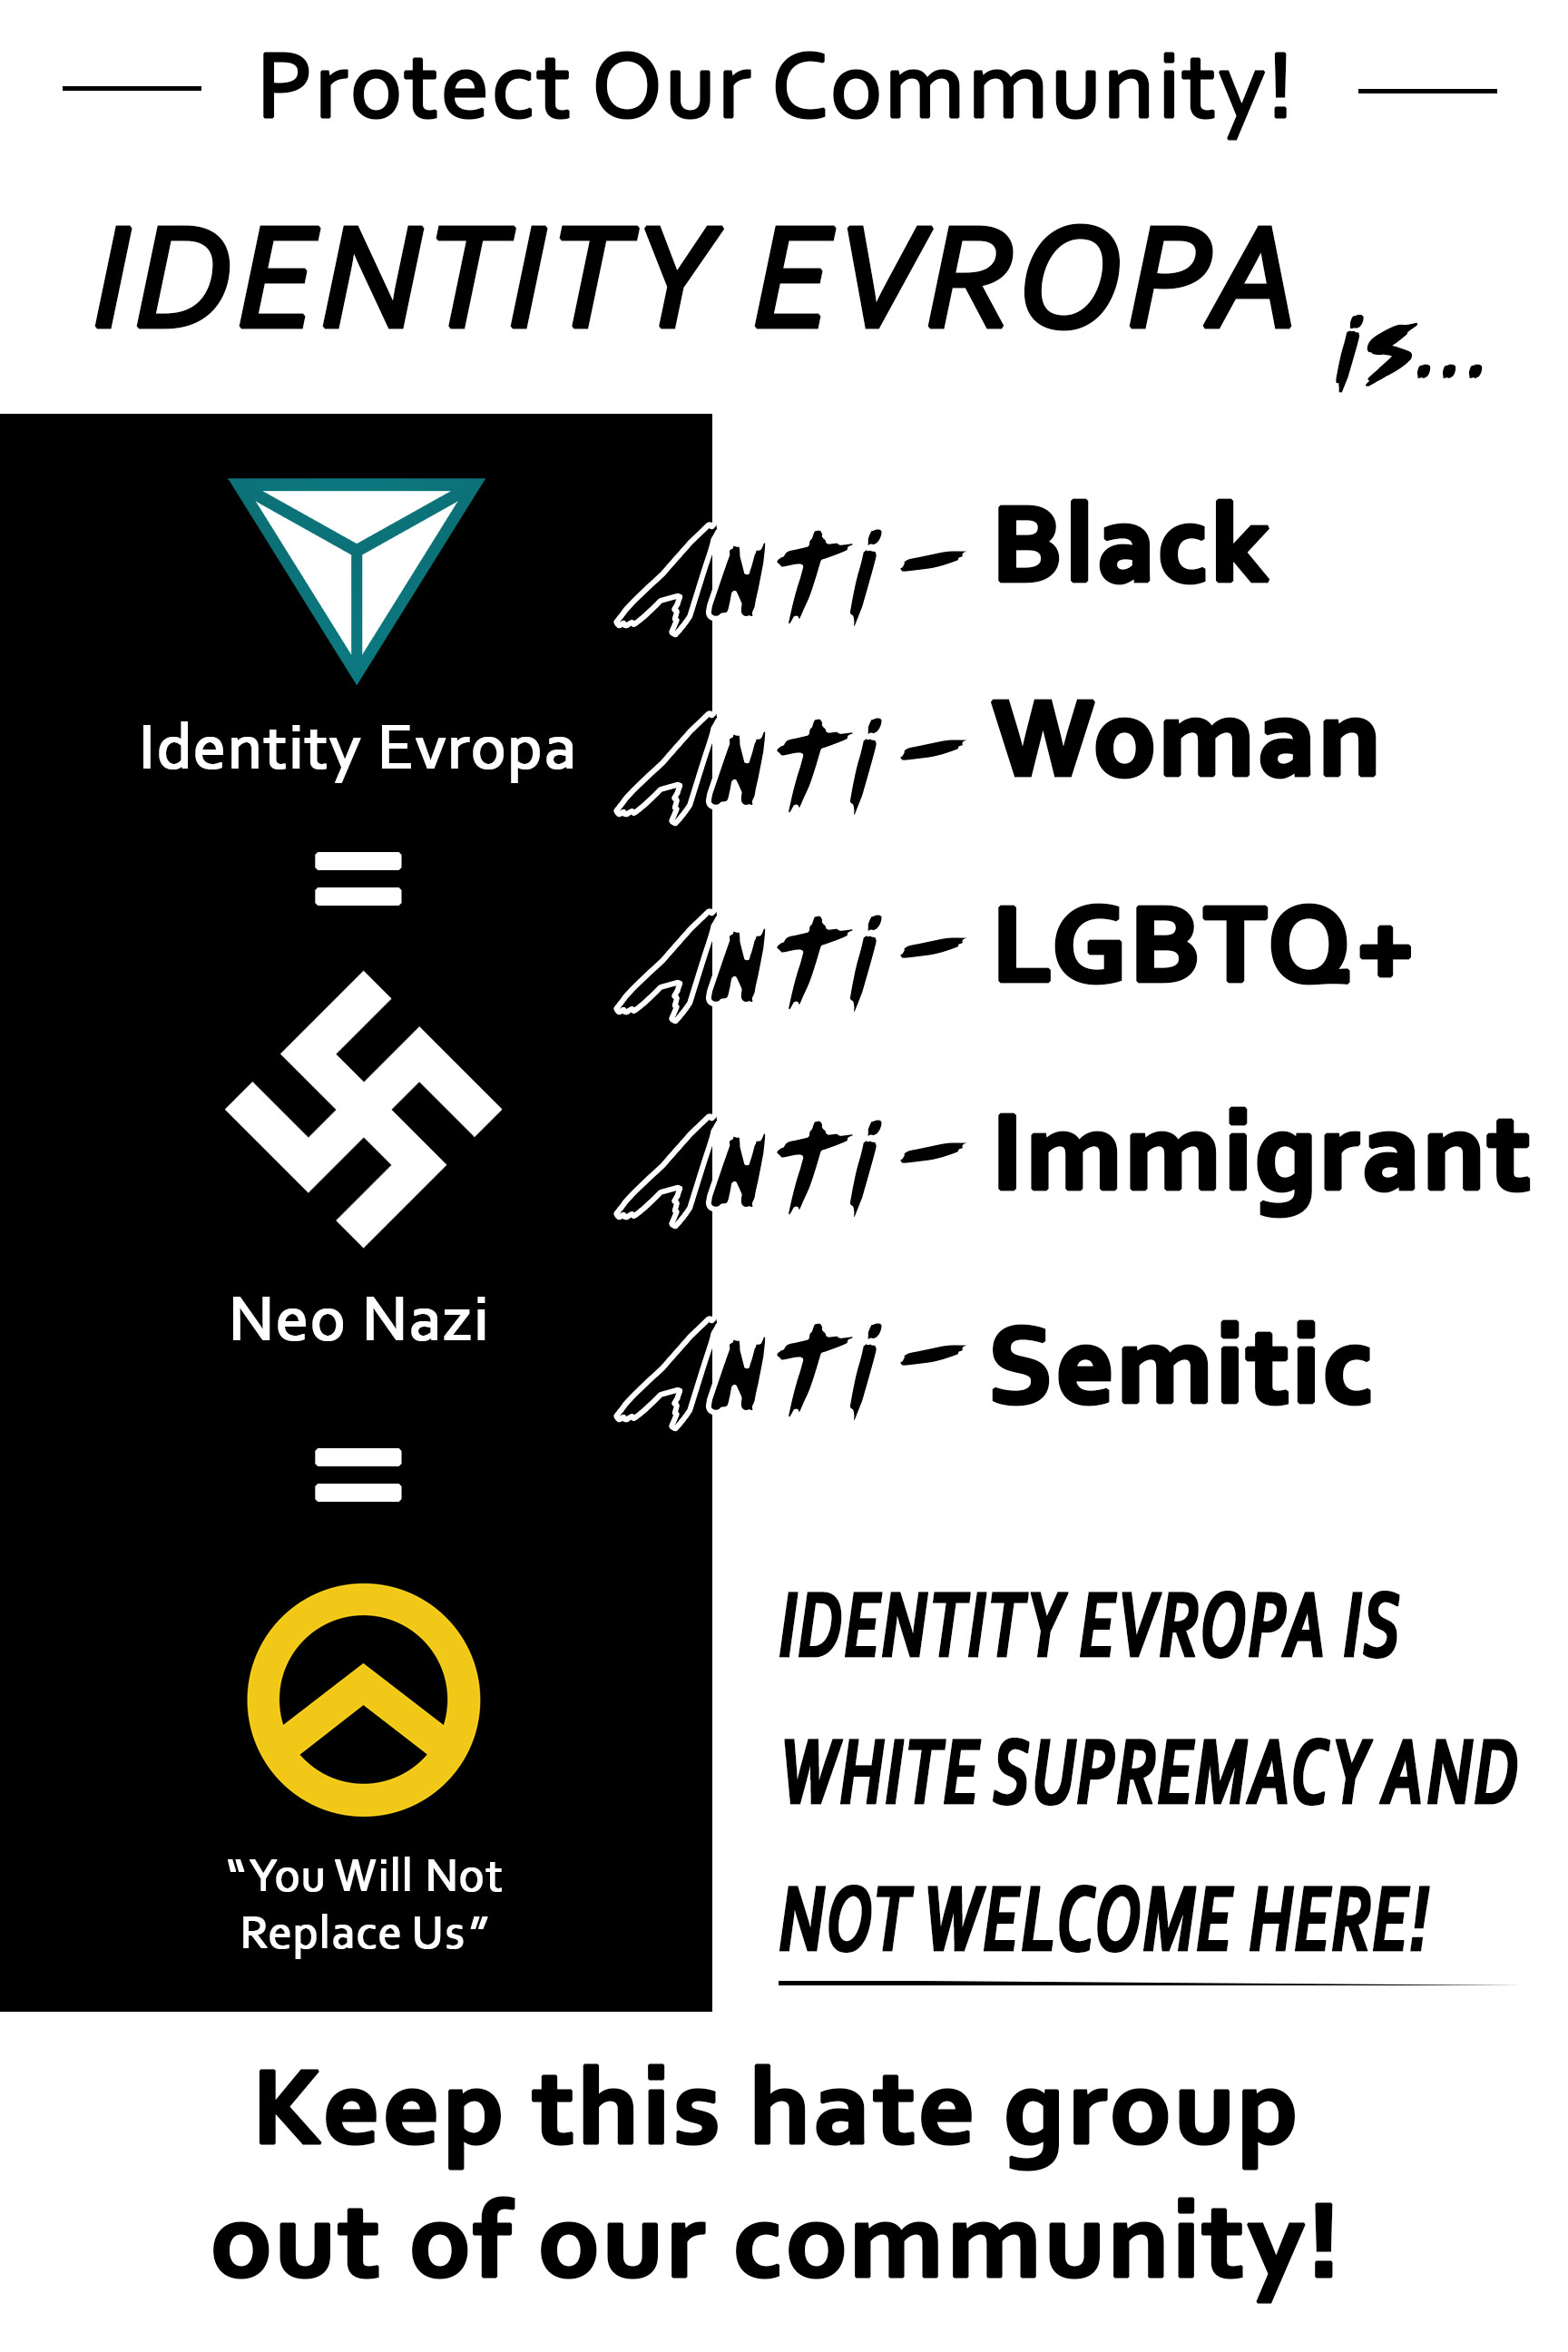 Protect Our Community!
IDENTITY EVROPA is...
Identity Evropa
=
Neo Nazi
=
“You Will Not
Replace Us”
Anti - Black
Anti - Woman
Anti - LGBTQ+
Anti - Immigrant
Anti - Semitic
IDENTITY EVROPA IS
WHITE SUPREMACY AND
NOT WELCOME HERE!
Keep this hate group
out of our community!